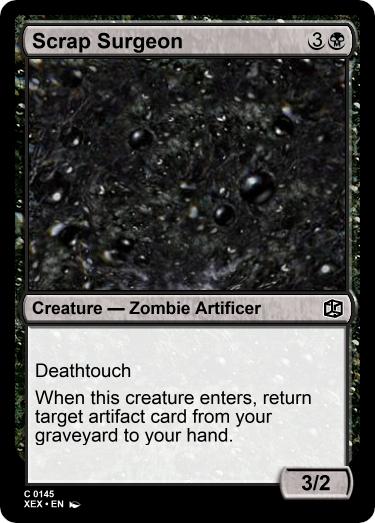 Scrap Surgeon 3
Creature — Zombie Artificer
Deathtouch
When this creature enters, return
target artifact card from your
graveyard to your hand.
3/2
C 0145
XEX • EN